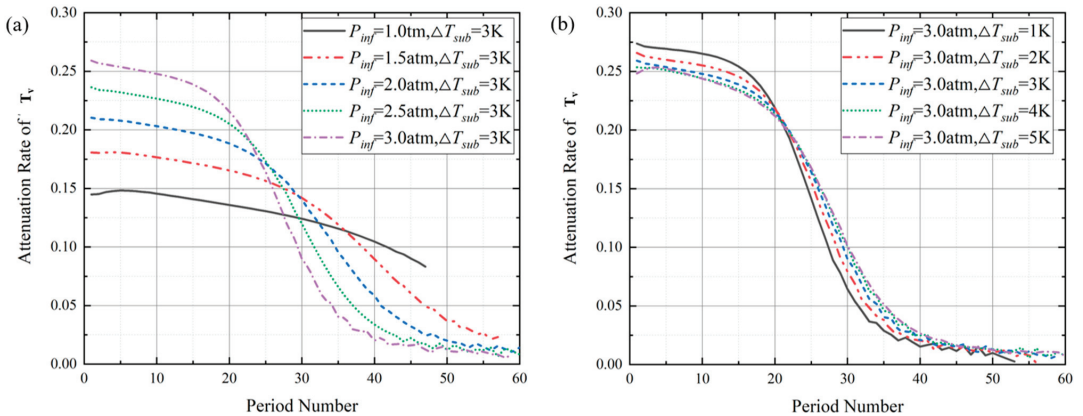 (a)
Attenuation Rate of T_v
0.30
0.25
0.20
0.15
0.10
0.05
0.00
P_inf=1.0tm,△T_sub=3K
P_inf=1.5atm,△T_sub=3K
P_inf=2.0atm,△T_sub=3K
P_inf=2.5atm,△T_sub=3K
P_inf=3.0atm,△T_sub=3K
0 10 20 30 40 50 60
Period Number
(b)
Attenuation Rate of T_v
0.30
0.25
0.20
0.15
0.10
0.05
0.00
P_inf=3.0atm,△T_sub=1K
P_inf=3.0atm,△T_sub=2K
P_inf=3.0atm,△T_sub=3K
P_inf=3.0atm,△T_sub=4K
P_inf=3.0atm,△T_sub=5K
0 10 20 30 40 50 60
Period Number